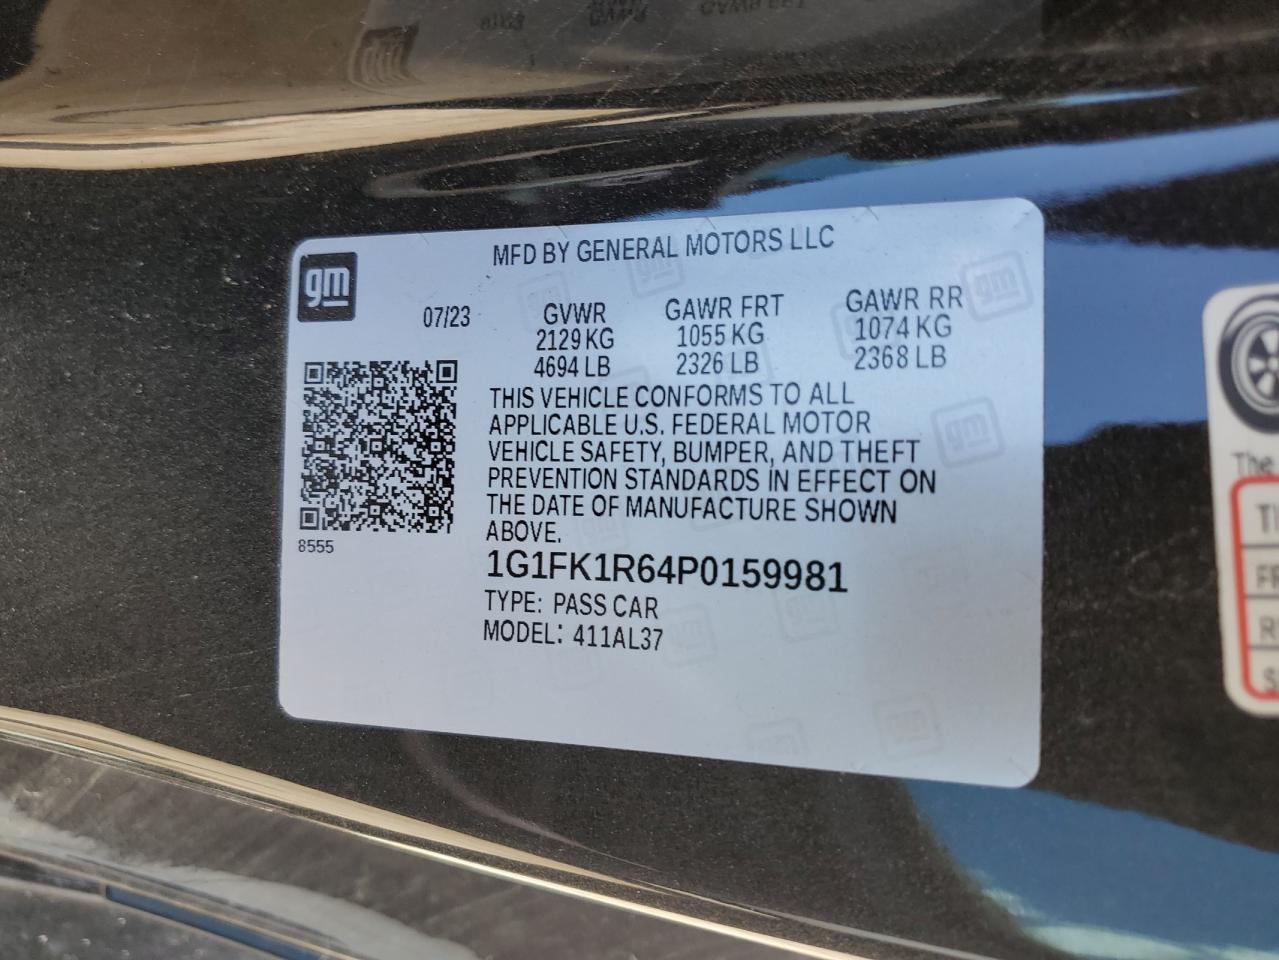 gm
MFD BY GENERAL MOTORS LLC
07/23
GVWR GAWR FRT GAWR RR
2129 KG 1055 KG 1074 KG
4694 LB 2326 LB 2368 LB
THIS VEHICLE CONFORMS TO ALL
APPLICABLE U.S. FEDERAL MOTOR
VEHICLE SAFETY, BUMPER, AND THEFT
PREVENTION STANDARDS IN EFFECT ON
THE DATE OF MANUFACTURE SHOWN
ABOVE.
8555
1G1FK1R64P0159981
TYPE: PASS CAR
MODEL: 411AL37
The